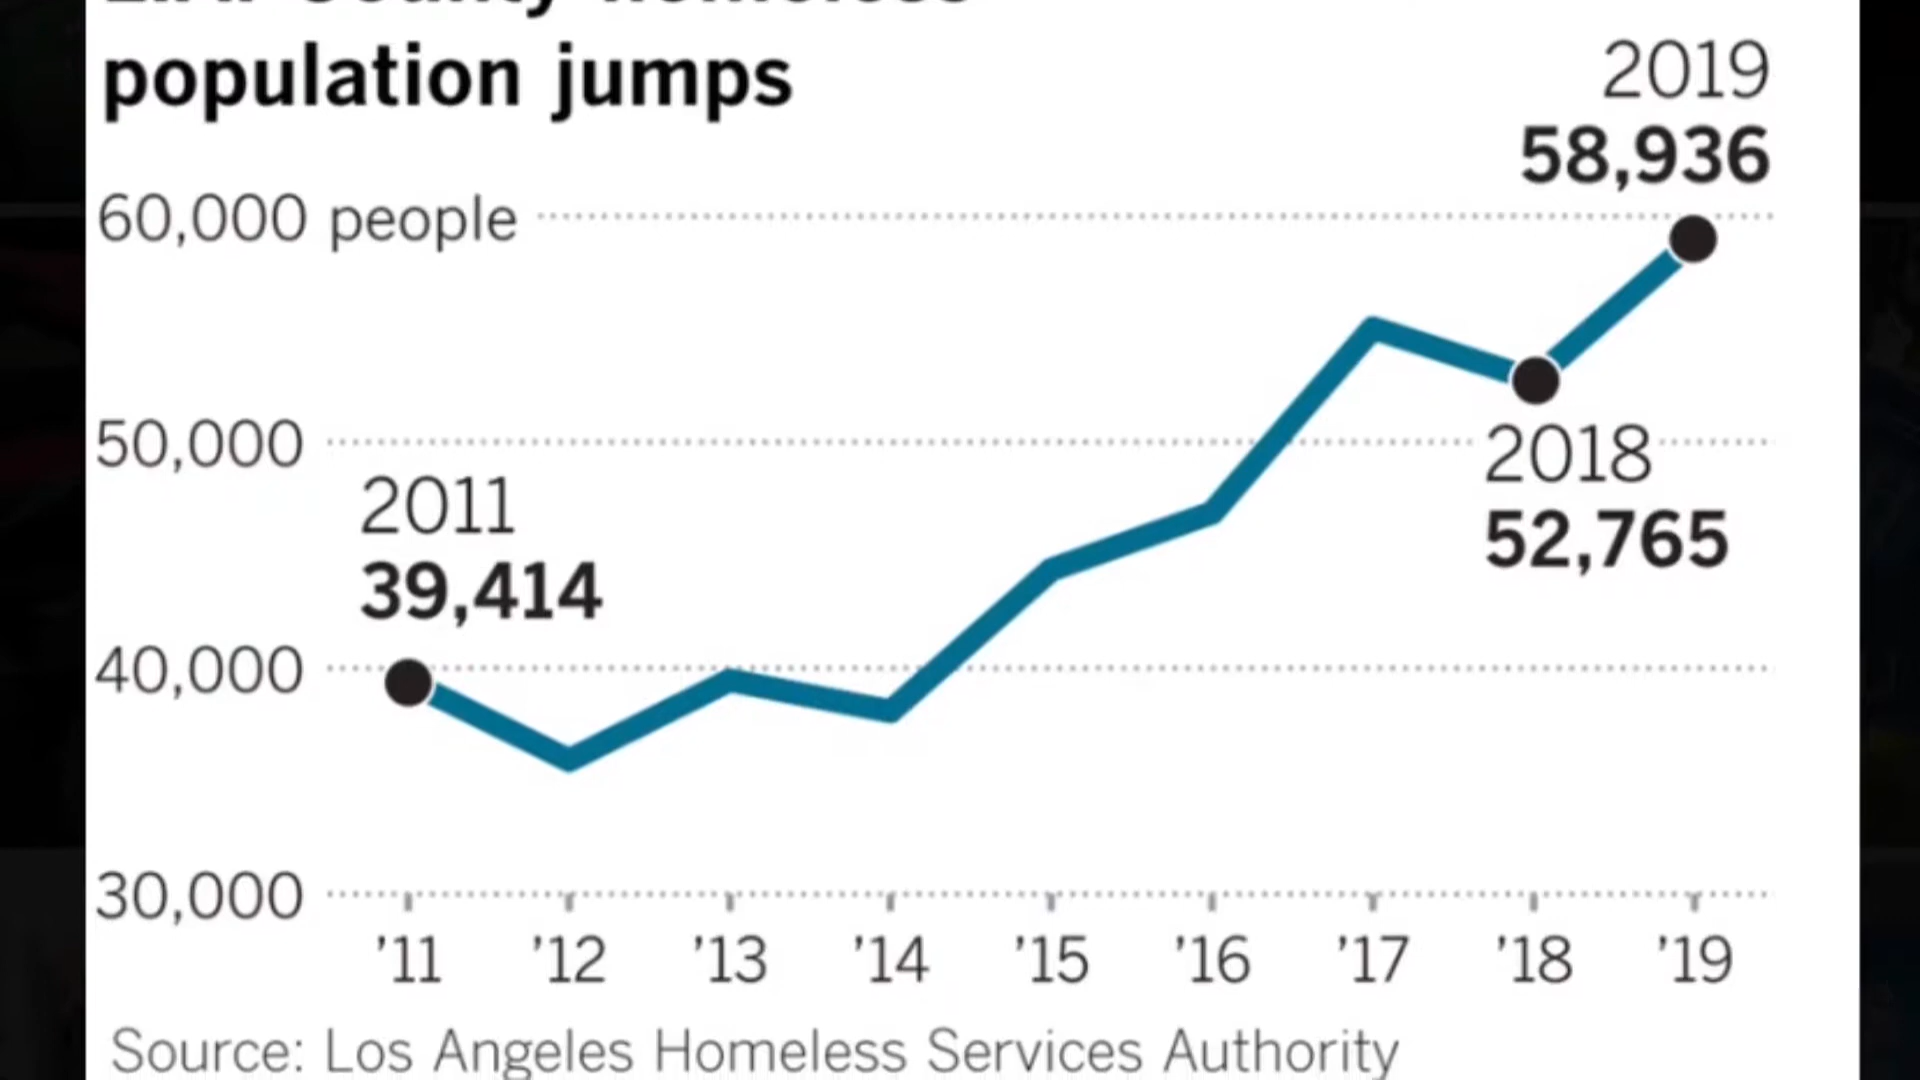 population jumps
2019
58,936
60,000 people
50,000
2018
52,765
2011
39,414
40,000
30,000
’11 ’12 ’13 ’14 ’15 ’16 ’17 ’18 ’19
Source: Los Angeles Homeless Services Authority